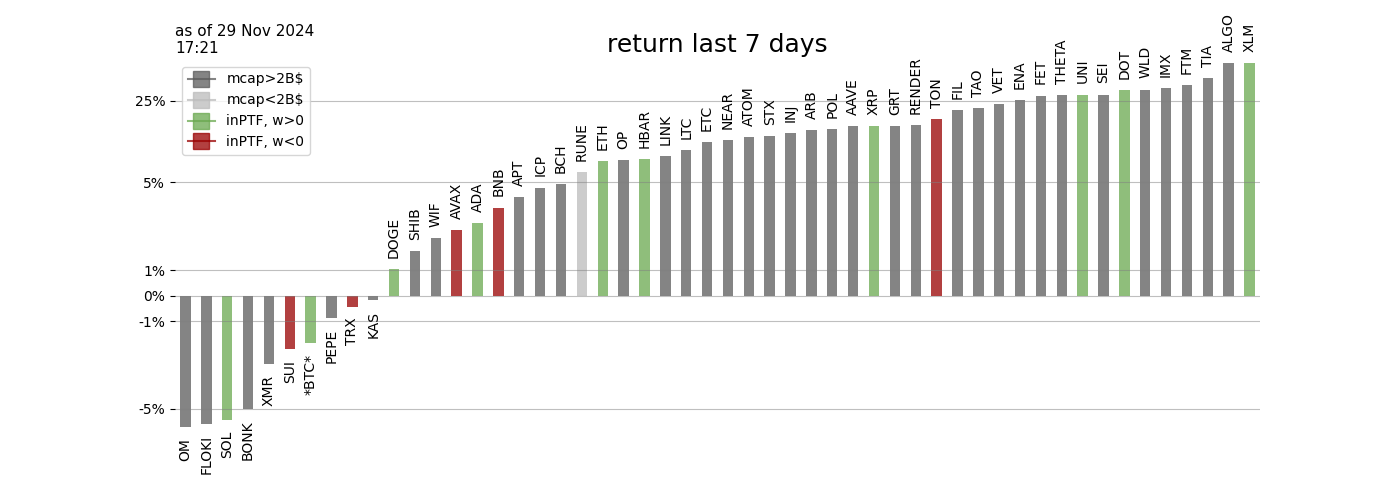 as of 29 Nov 2024
17:21
return last 7 days
mcap>2B$
mcap<2B$
inPTF, w>0
inPTF, w<0
25%
5%
1%
0%
-1%
-5%
OM
FLOKI
SOL
BONK
XMR
SUI
*BTC*
PEPE
TRX
KAS
DOGE
SHIB
WIF
AVAX
ADA
BNB
APT
ICP
BCH
RUNE
ETH
OP
HBAR
LINK
LTC
ETC
NEAR
ATOM
STX
INJ
ARB
POL
AAVE
XRP
GRT
RENDER
TON
FIL
TAO
VET
ENA
FET
THETA
UNI
SEI
DOT
WLD
IMX
FTM
TIA
ALGO
XLM